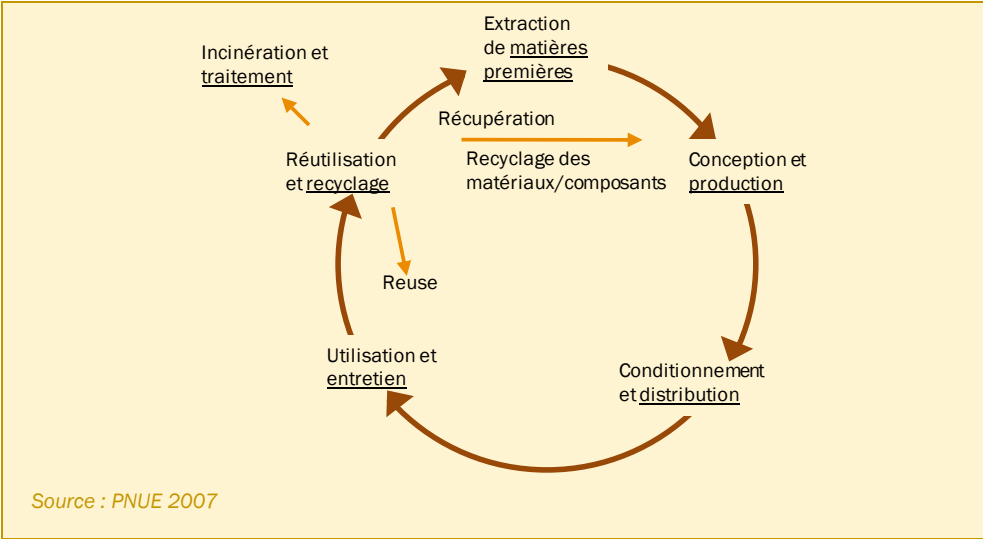 Extraction
de matières
premières
Incinération et
traitement
Récupération
Recyclage des
matériaux/composants
Réutilisation
et recyclage
Conception et
production
Reuse
Utilisation et
entretien
Conditionnement
et distribution
Source : PNUE 2007